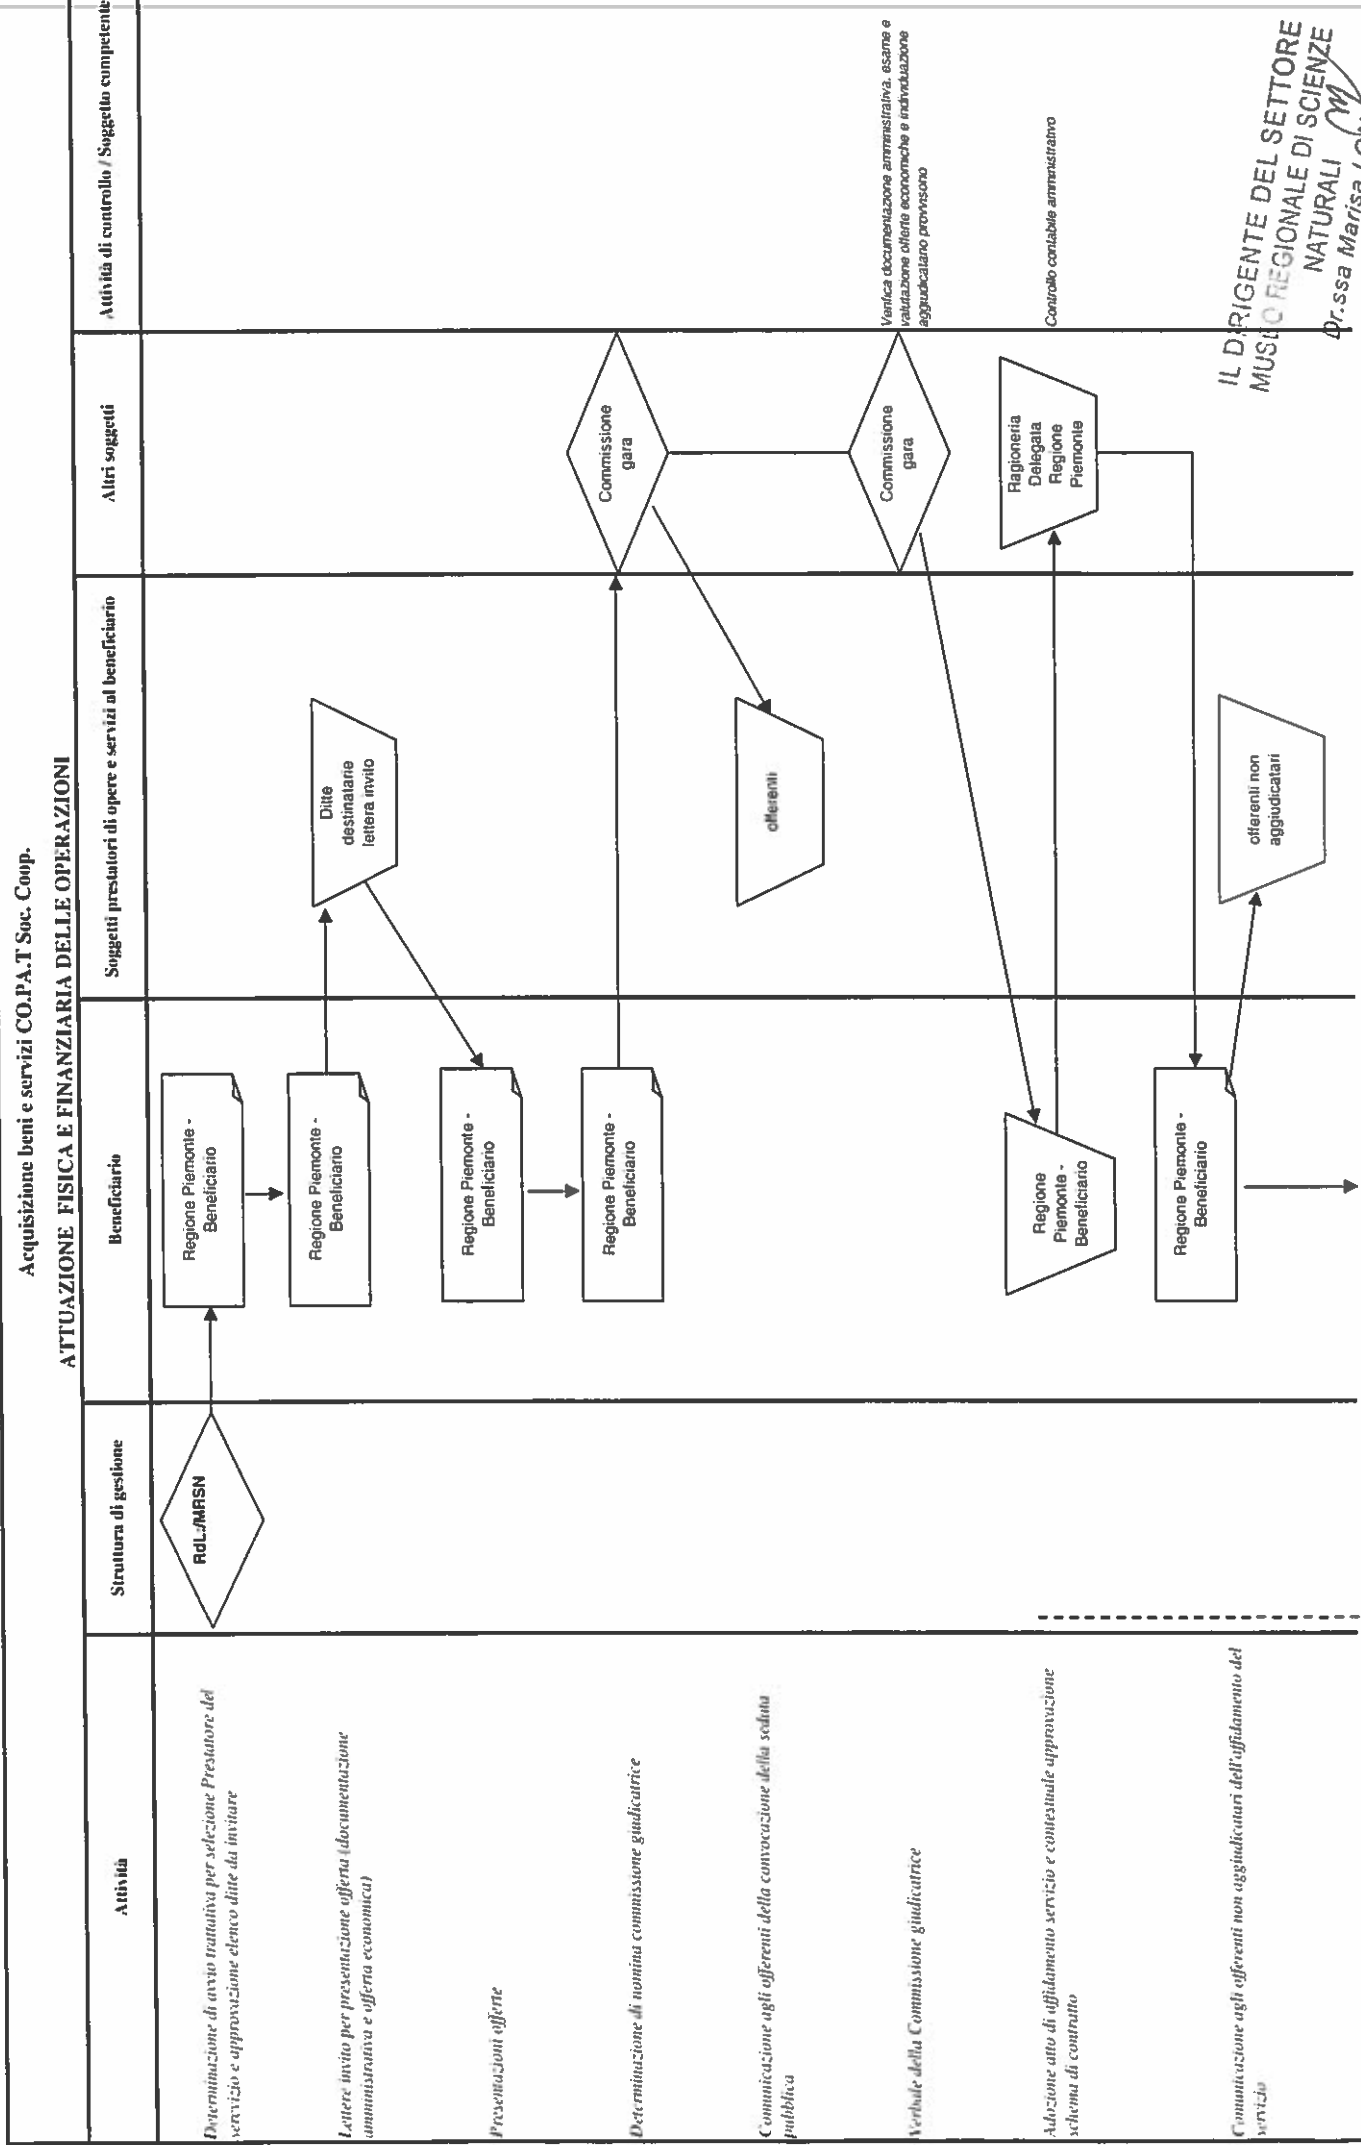 Acquisizione beni e servizi CO.PA.T Soc. Coop.
ATTUAZIONE FISICA E FINANZIARIA DELLE OPERAZIONI
Attività
Struttura di gestione
Beneficiario
Soggetti prestatori di opere e servizi al beneficiario
Altri soggetti
Attività di controllo / Soggetto competente
Determinazione di avvio trattativa per selezione Prestatore del
servizio e approvazione elenco ditte da invitare
RdL:/MRSN
Regione Piemonte -
Beneficiario
Lettere invito per presentazione offerta (documentazione
amministrativa e offerta economica)
Regione Piemonte -
Beneficiario
Ditte
destinatarie
lettera invito
Presentazioni offerte
Regione Piemonte -
Beneficiario
Determinazione di nomina commissione giudicatrice
Regione Piemonte -
Beneficiario
Commissione
gara
Comunicazione agli offerenti della convocazione della seduta
pubblica
offerenti
Verbale della Commissione giudicatrice
Commissione
gara
Verifica documentazione amministrativa, esame e
valutazione offerte economiche e individuazione
aggiudicatario provvisorio
Adozione atto di affidamento servizio e contestuale approvazione
schema di contratto
Regione
Piemonte -
Beneficiario
Ragioneria
Delegata
Regione
Piemonte
Controllo contabile amministrativo
Comunicazione agli offerenti non aggiudicatari dell'affidamento del
servizio
Regione Piemonte -
Beneficiario
offerenti non
aggiudicatari
IL DIRIGENTE DEL SETTORE
MUSEO REGIONALE DI SCIENZE
NATURALI
Dr.ssa Marisa